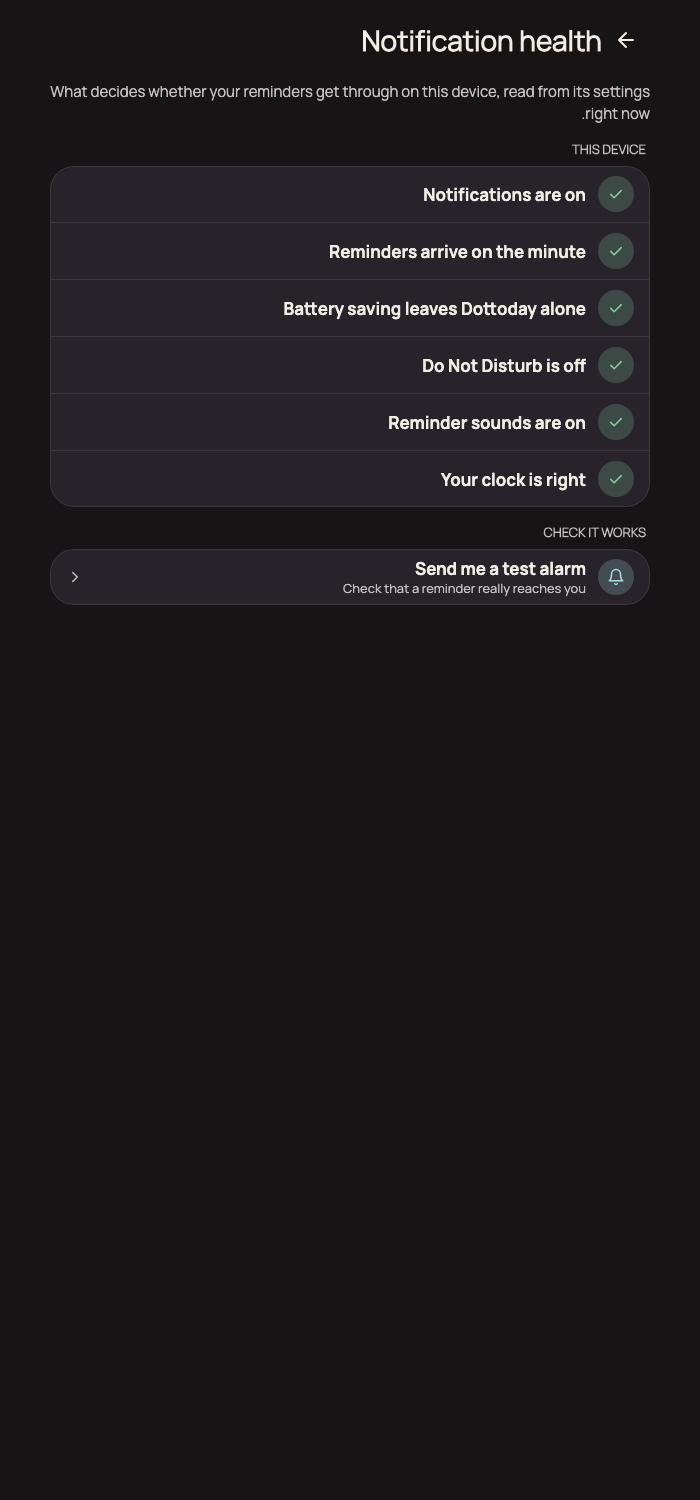 Notification health
What decides whether your reminders get through on this device, read from its settings
.right now
THIS DEVICE
Notifications are on
Reminders arrive on the minute
Battery saving leaves Dottoday alone
Do Not Disturb is off
Reminder sounds are on
Your clock is right
CHECK IT WORKS
Send me a test alarm
Check that a reminder really reaches you